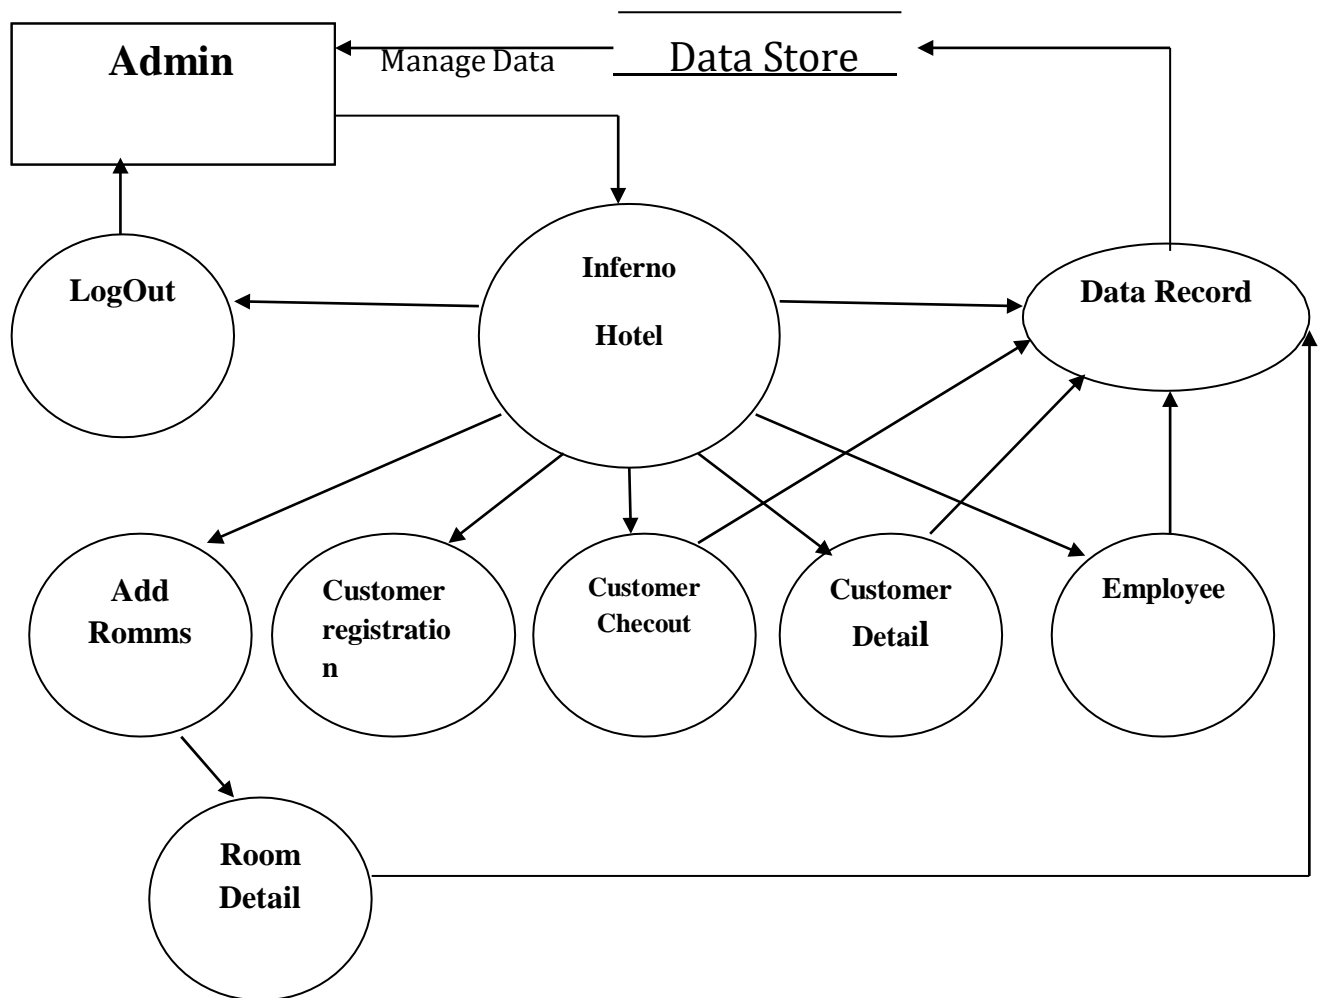 Admin
Manage Data
Data Store
LogOut
Inferno
Hotel
Data Record
Add
Romms
Customer
registratio
n
Customer
Checout
Customer
Detail
Employee
Room
Detail